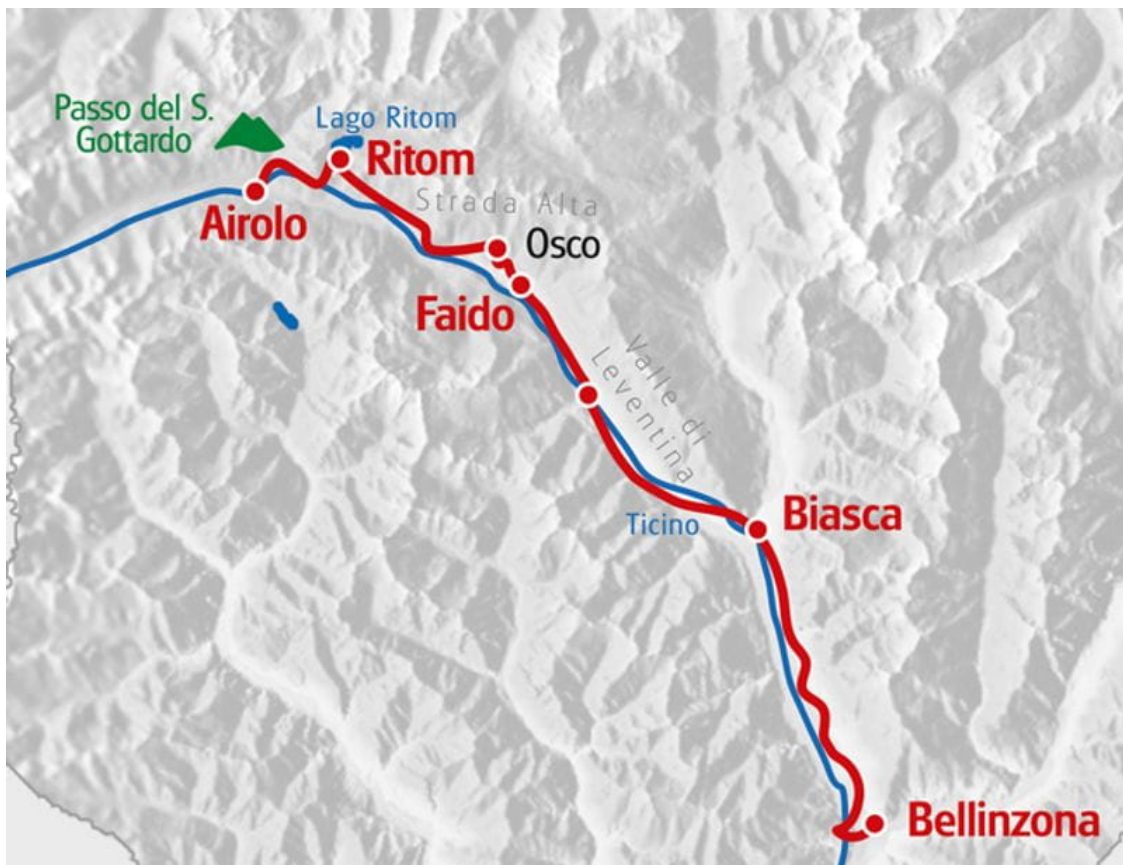 Passo del S.
Gottardo
Lago Ritom
Ritom
Airolo
Strada Alta
Osco
Faido
Valle di
Leventina
Ticino
Biasca
Bellinzona